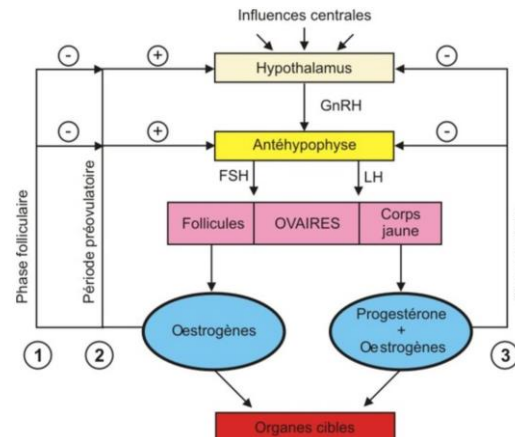 Influences centrales
- + Hypothalamus -
GnRH
- + Antéhypophyse -
FSH LH
Follicules OVAIRES Corps
jaune
Phase folliculaire
Période préovulatoire
Oestrogènes
Progestérone
+
Oestrogènes
1 2 3
Organes cibles